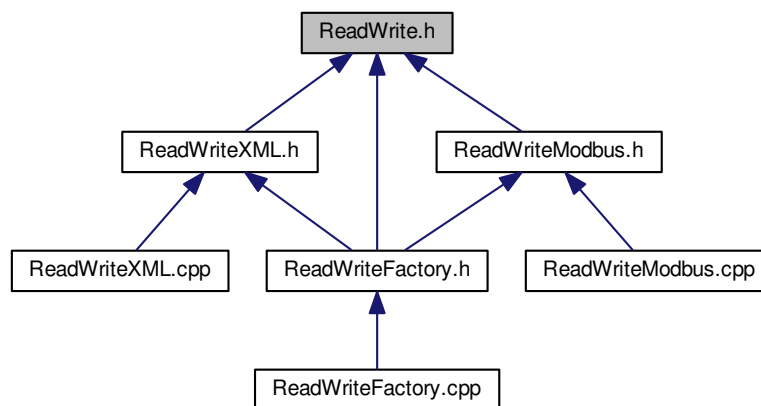 ReadWrite.h
ReadWriteXML.h
ReadWriteModbus.h
ReadWriteXML.cpp
ReadWriteFactory.h
ReadWriteModbus.cpp
ReadWriteFactory.cpp